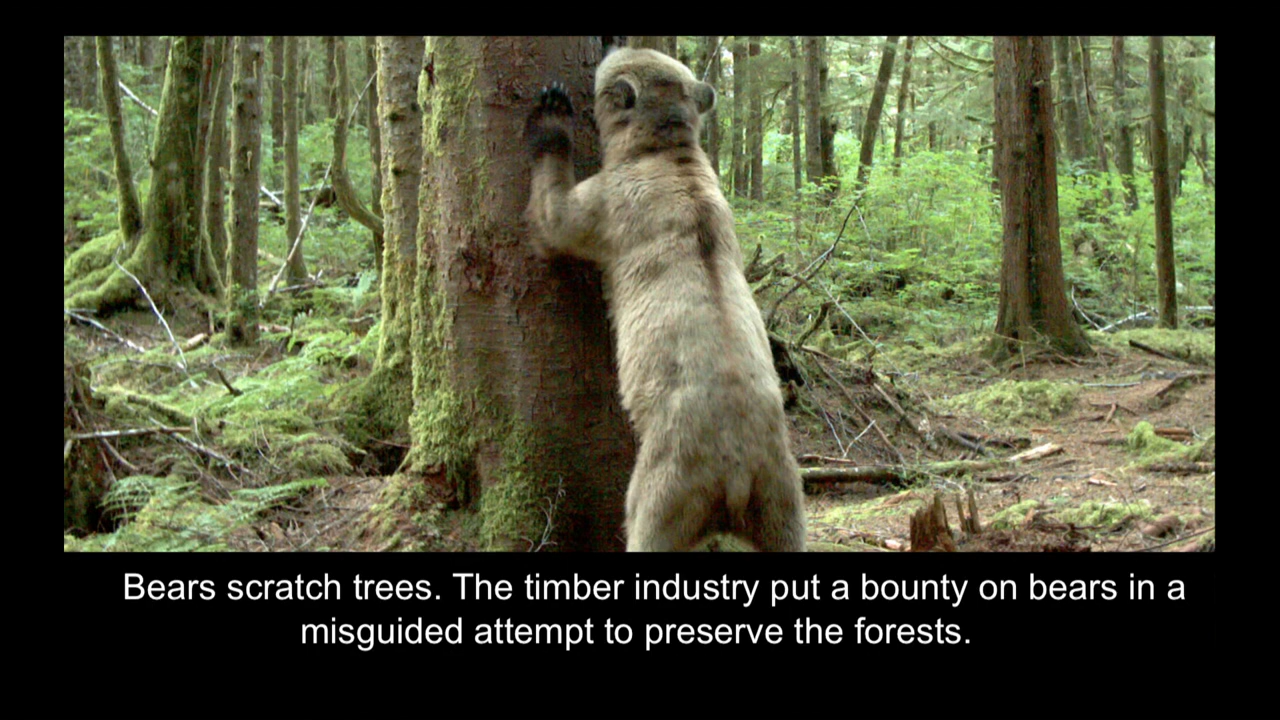 Bears scratch trees. The timber industry put a bounty on bears in a
misguided attempt to preserve the forests.